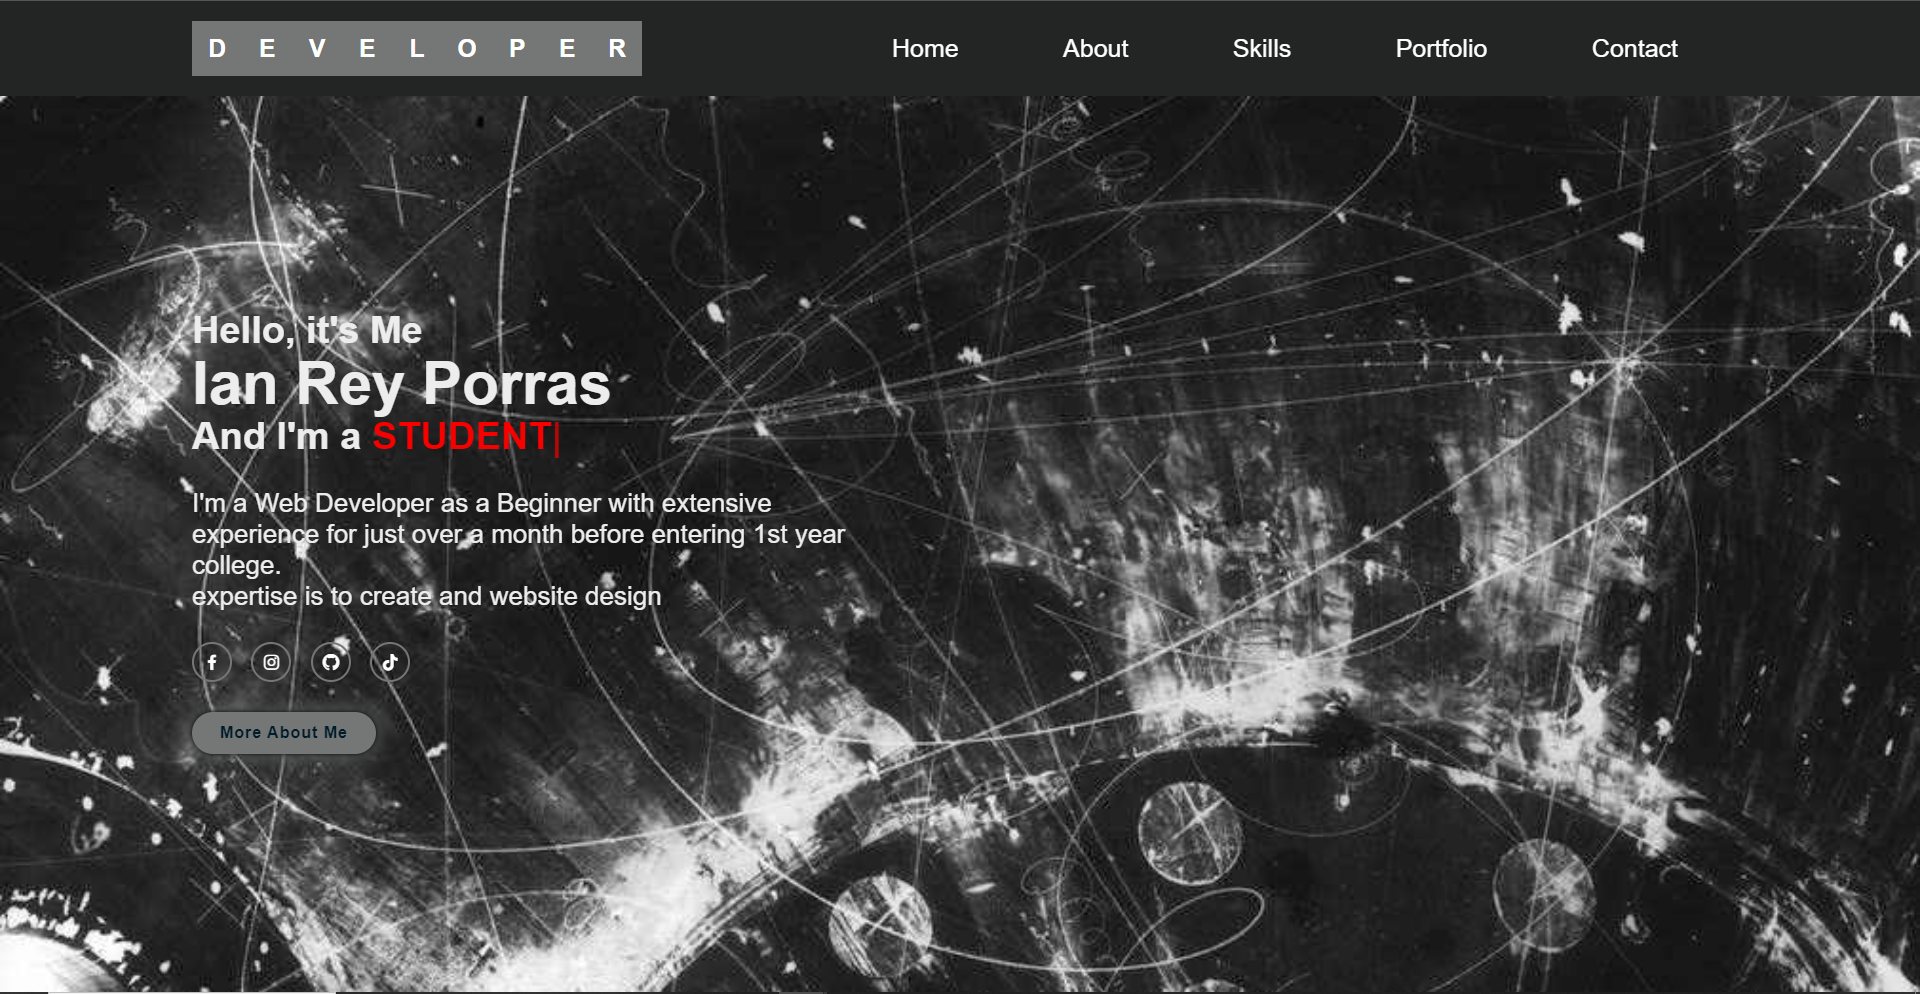 DEVELOPER
Home About Skills Portfolio Contact
Hello, it's Me
Ian Rey Porras
And I'm a STUDENT|
I'm a Web Developer as a Beginner with extensive
experience for just over a month before entering 1st year
college.
expertise is to create and website design
More About Me